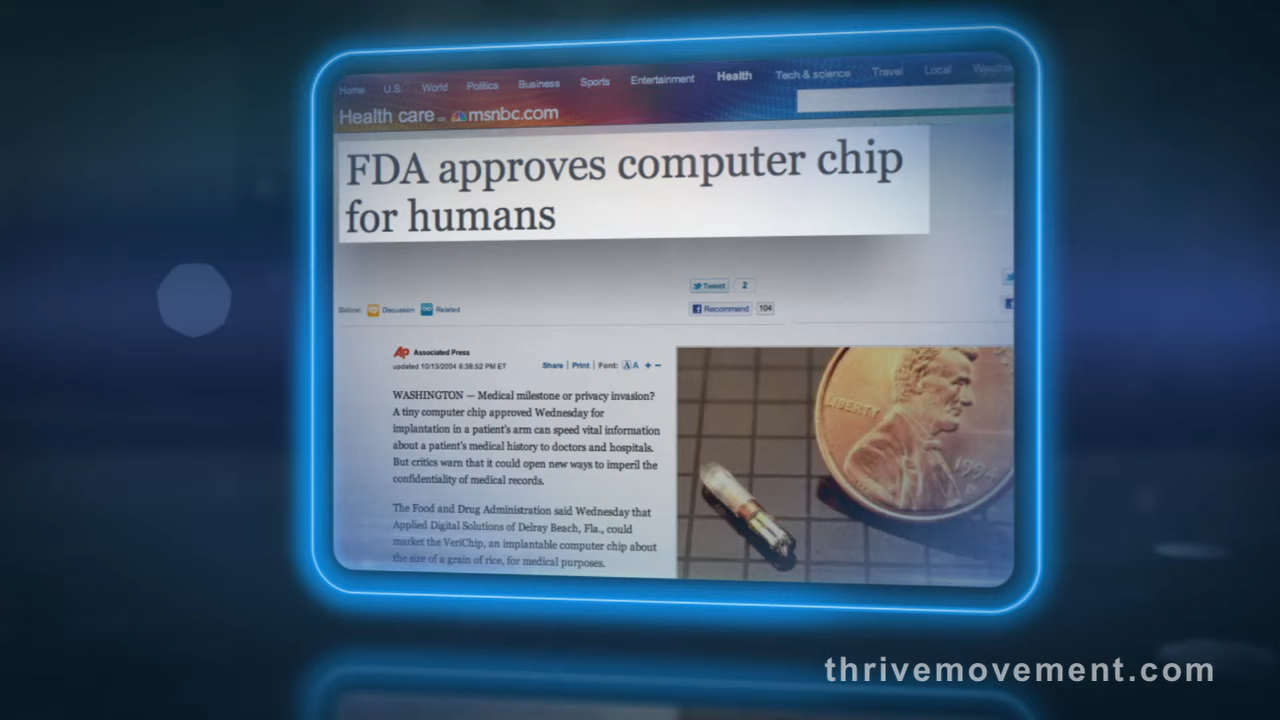 Home U.S. World Politics Business Sports Entertainment Health Tech & science Travel Local
Health care on msnbc.com
FDA approves computer chip
for humans
Tweet 2
Below: Discussion Related
Recommend 104
AP Associated Press
updated 10/13/2004 6:38:52 PM ET
Share | Print | Font: A A + -
WASHINGTON — Medical milestone or privacy invasion?
A tiny computer chip approved Wednesday for
implantation in a patient's arm can speed vital information
about a patient's medical history to doctors and hospitals.
But critics warn that it could open new ways to imperil the
confidentiality of medical records.
The Food and Drug Administration said Wednesday that
Applied Digital Solutions of Delray Beach, Fla., could
market the VeriChip, an implantable computer chip about
the size of a grain of rice, for medical purposes.
LIBERTY
1994
D
thrivemovement.com